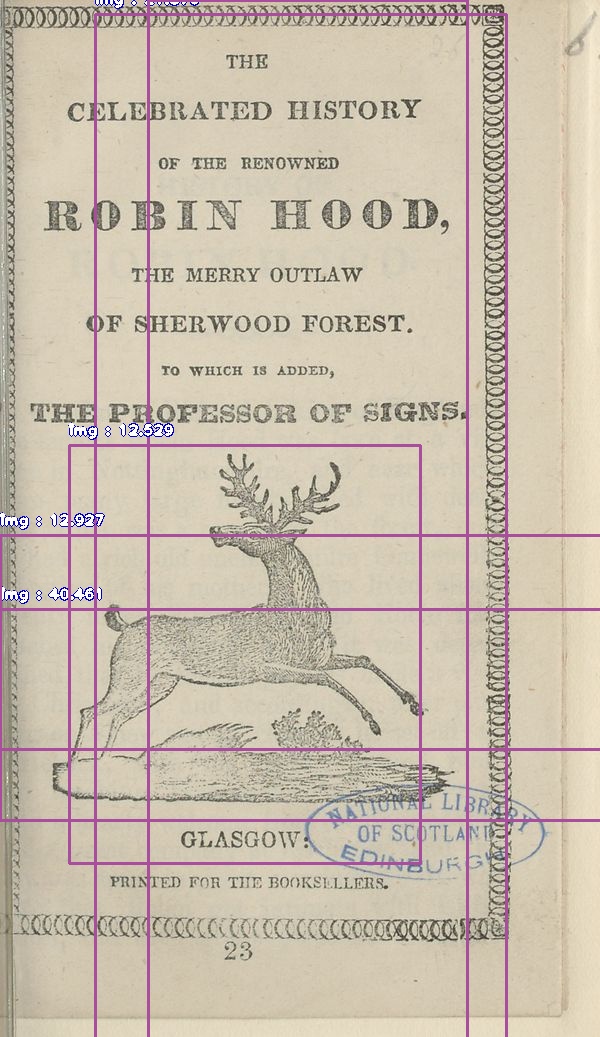 THE
CELEBRATED HISTORY
OF THE RENOWNED
ROBIN HOOD,
THE MERRY OUTLAW
OF SHERWOOD FOREST.
TO WHICH IS ADDED,
THE PROFESSOR OF SIGNS.
Img : 12.529
Img : 12.927
Img : 40.461
GLASGOW:
NATIONAL LIBRARY
OF SCOTLAND
EDINBURGH
PRINTED FOR THE BOOKSELLERS.
23